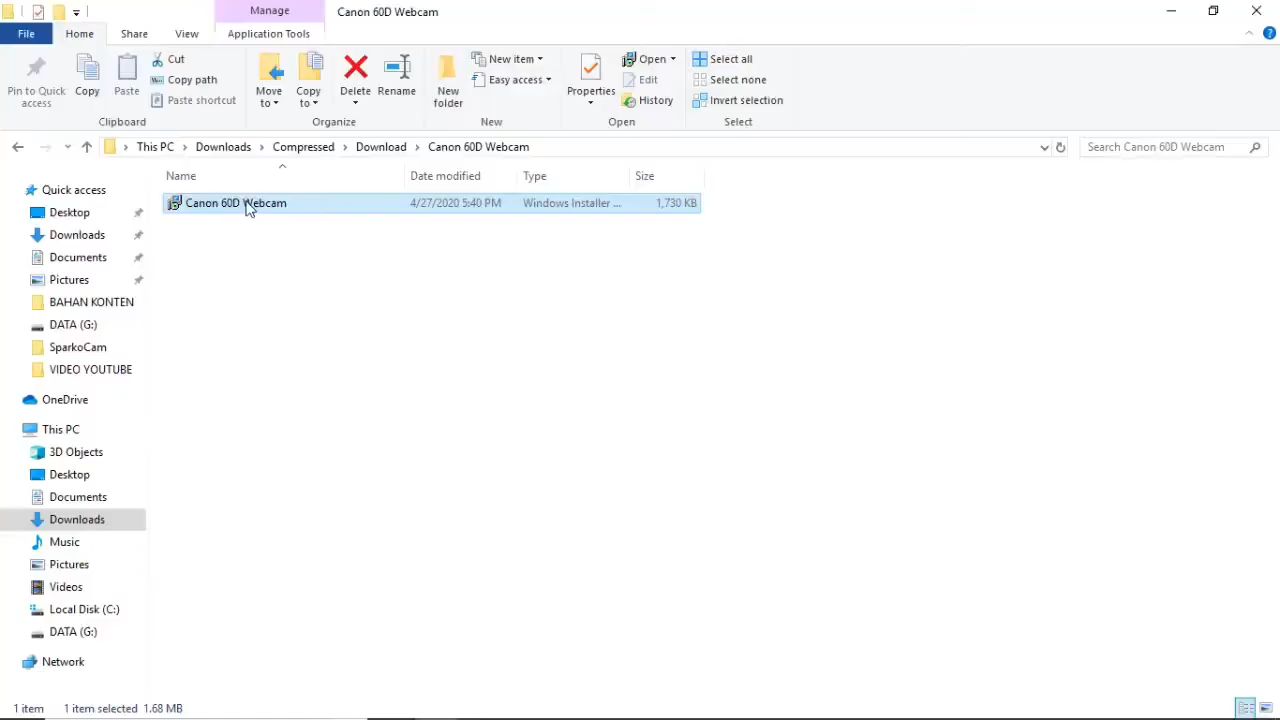 Manage
Canon 60D Webcam
File
Home
Share
View
Application Tools
Pin to Quick access
Copy
Paste
Cut
Copy path
Paste shortcut
Clipboard
Move to
Copy to
Delete
Rename
Organize
New folder
New item
Easy access
New
Properties
Open
Edit
History
Open
Select all
Select none
Invert selection
Select
This PC
Downloads
Compressed
Download
Canon 60D Webcam
Search Canon 60D Webcam
Name
Date modified
Type
Size
Canon 60D Webcam
4/27/2020 5:40 PM
Windows Installer ...
1,730 KB
Quick access
Desktop
Downloads
Documents
Pictures
BAHAN KONTEN
DATA (G:)
SparkoCam
VIDEO YOUTUBE
OneDrive
This PC
3D Objects
Desktop
Documents
Downloads
Music
Pictures
Videos
Local Disk (C:)
DATA (G:)
Network
1 item
1 item selected 1.68 MB